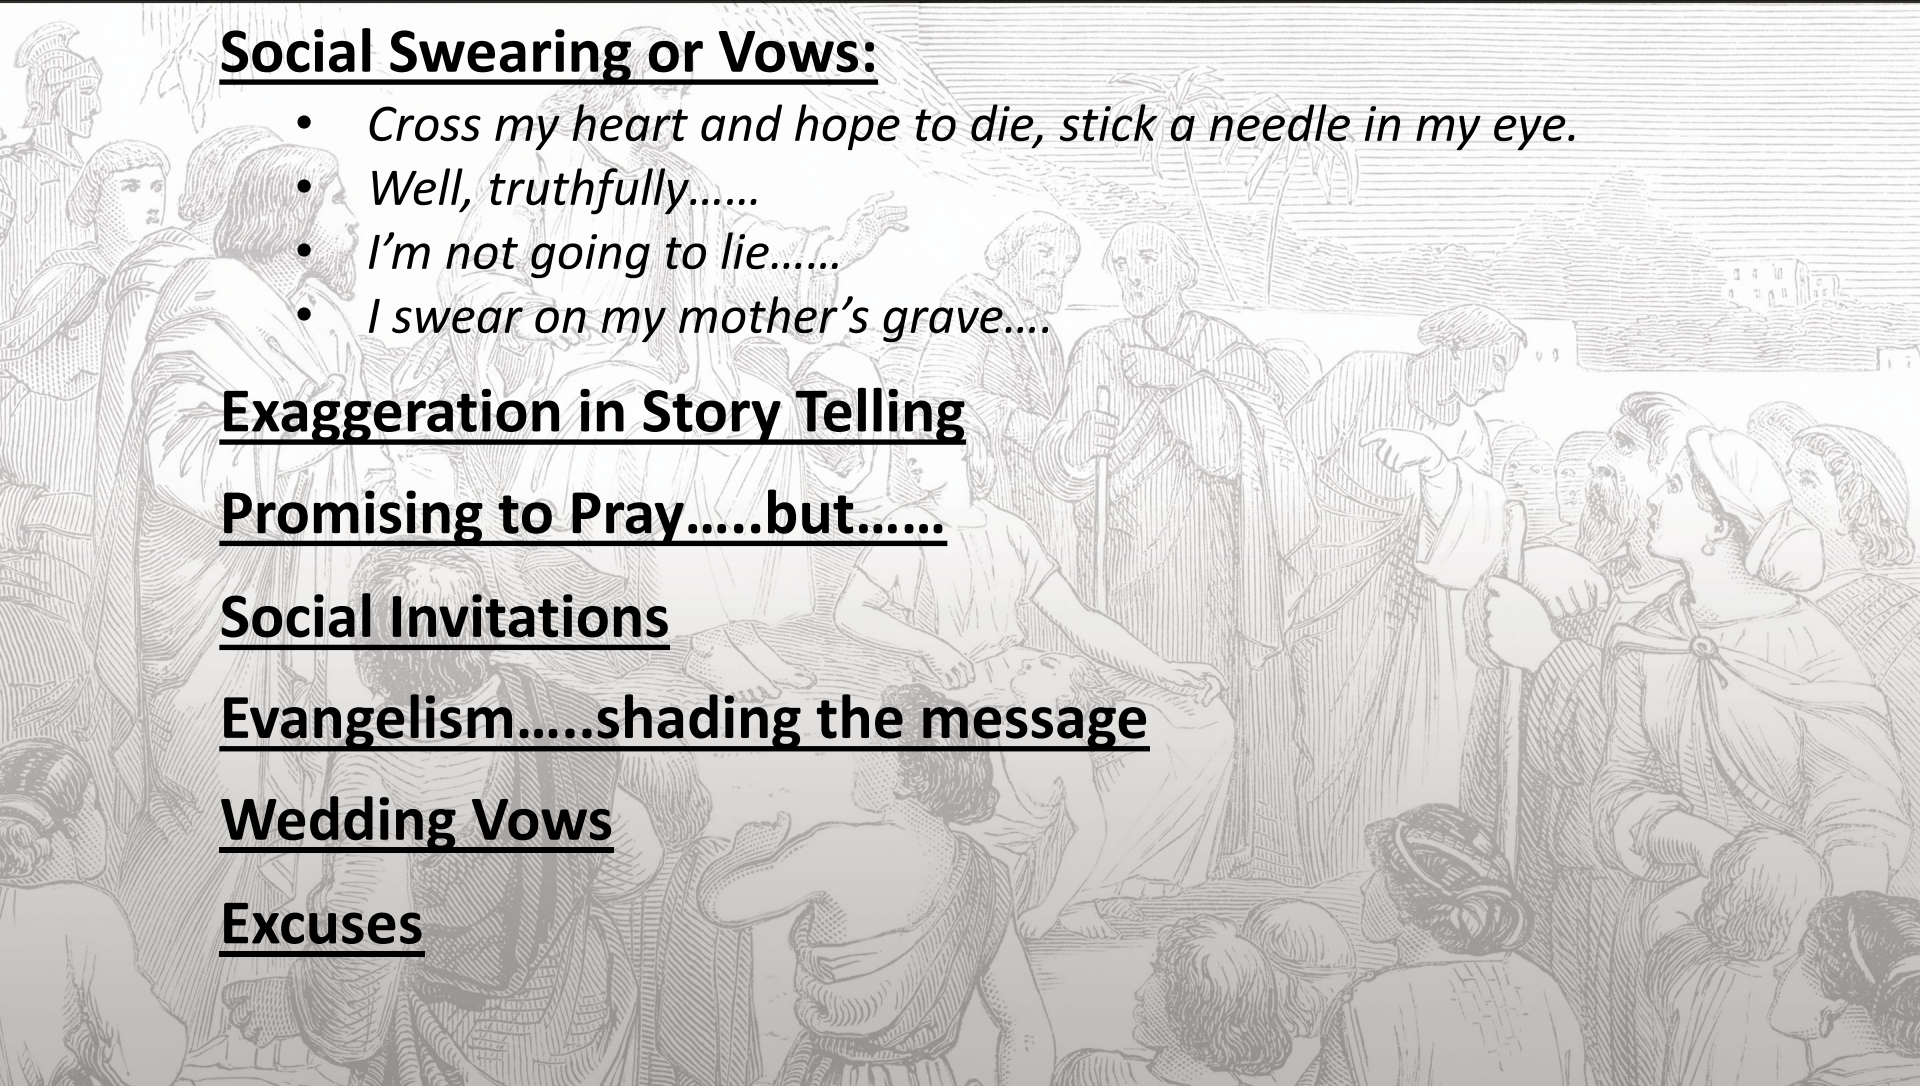 Social Swearing or Vows:
• Cross my heart and hope to die, stick a needle in my eye.
• Well, truthfully……
• I’m not going to lie……
• I swear on my mother’s grave….
Exaggeration in Story Telling
Promising to Pray…..but……
Social Invitations
Evangelism…..shading the message
Wedding Vows
Excuses